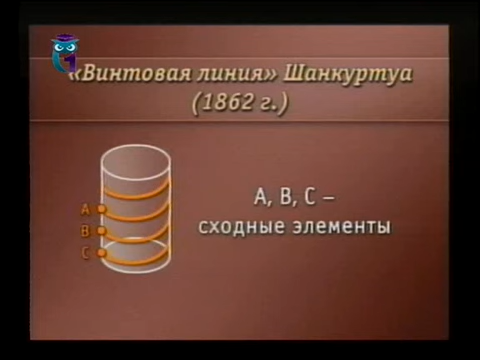 «Винтовая линия» Шанкуртуа
(1862 г.)
А, В, С –
сходные элементы
А
В
С